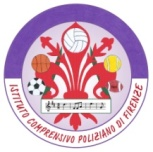 ISTITUTO COMPRENSIVO POLIZIANO DI FIRENZE